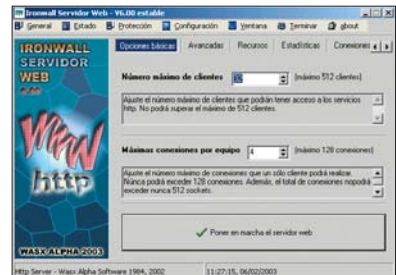 Ironwall Servidor Web - V6.00 estable
General Estado Protección Configuración Ventana Terminar about
IRONWALL
SERVIDOR
WEB
6.00
Opciones básicas Avanzadas Recursos Estadísticas Conexiones
Número máximo de clientes (máximo 512 clientes)
Ajuste el número máximo de clientes que podrán tener acceso a los servicios
http. No podrá superar el máximo de 512 clientes.
Máximas conexiones por equipo 4 (máximo 128 conexiones)
Ajuste el número máximo de conexiones que un sólo cliente podrá realizar.
Núnca podrá exceder 128 conexiones. Además, el total de conexiones nopodrá
exceder nunca 512 sockets.
Www
http
Poner en marcha el servidor web
WASX ALPHA 2003
Http Server - Wasx Alpha Software 1984, 2002 11:27:15, 06/02/2003